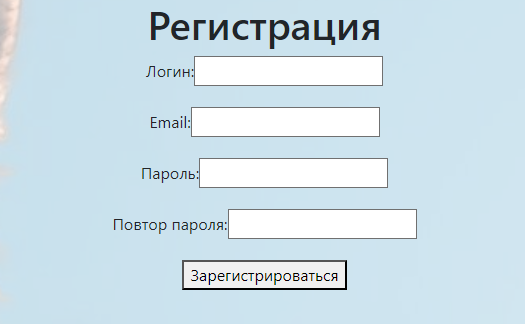 Регистрация
Логин:
Email:
Пароль:
Повтор пароля:
Зарегистрироваться